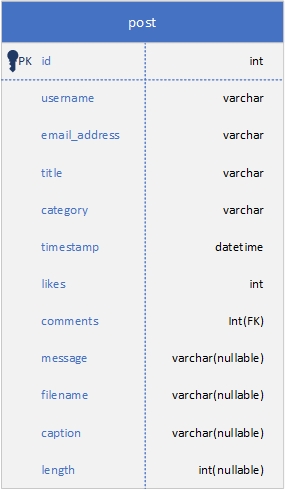 post
PK id int
username varchar
email_address varchar
title varchar
category varchar
timestamp datetime
likes int
comments Int(FK)
message varchar(nullable)
filename varchar(nullable)
caption varchar(nullable)
length int(nullable)